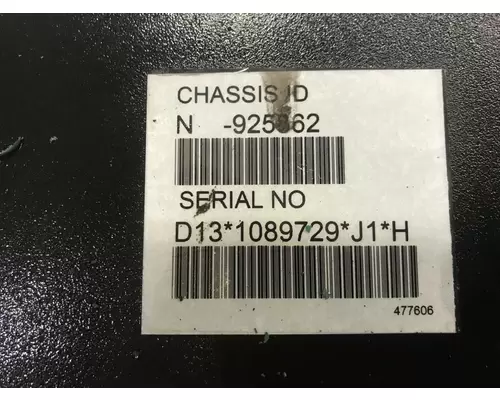 CHASSIS ID
N -925862
SERIAL NO
D13*1089729*J1*H
477606